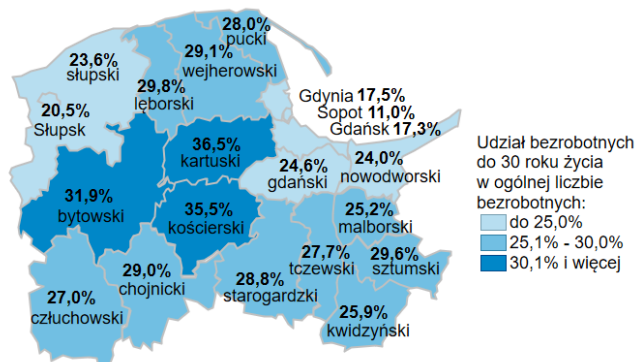 28,0%
pucki
29,1%
wejherowski
23,6%
słupski
29,8%
lęborski
Gdynia 17,5%
Sopot 11,0%
Gdańsk 17,3%
20,5%
Słupsk
36,5%
kartuski
24,6%
gdański
24,0%
nowodworski
31,9%
bytowski
35,5%
kościerski
25,2%
malborski
27,7%
tczewski
29,6%
sztumski
29,0%
chojnicki
28,8%
starogardzki
27,0%
człuchowski
25,9%
kwidzyński
Udział bezrobotnych
do 30 roku życia
w ogólnej liczbie
bezrobotnych:
do 25,0%
25,1% - 30,0%
30,1% i więcej